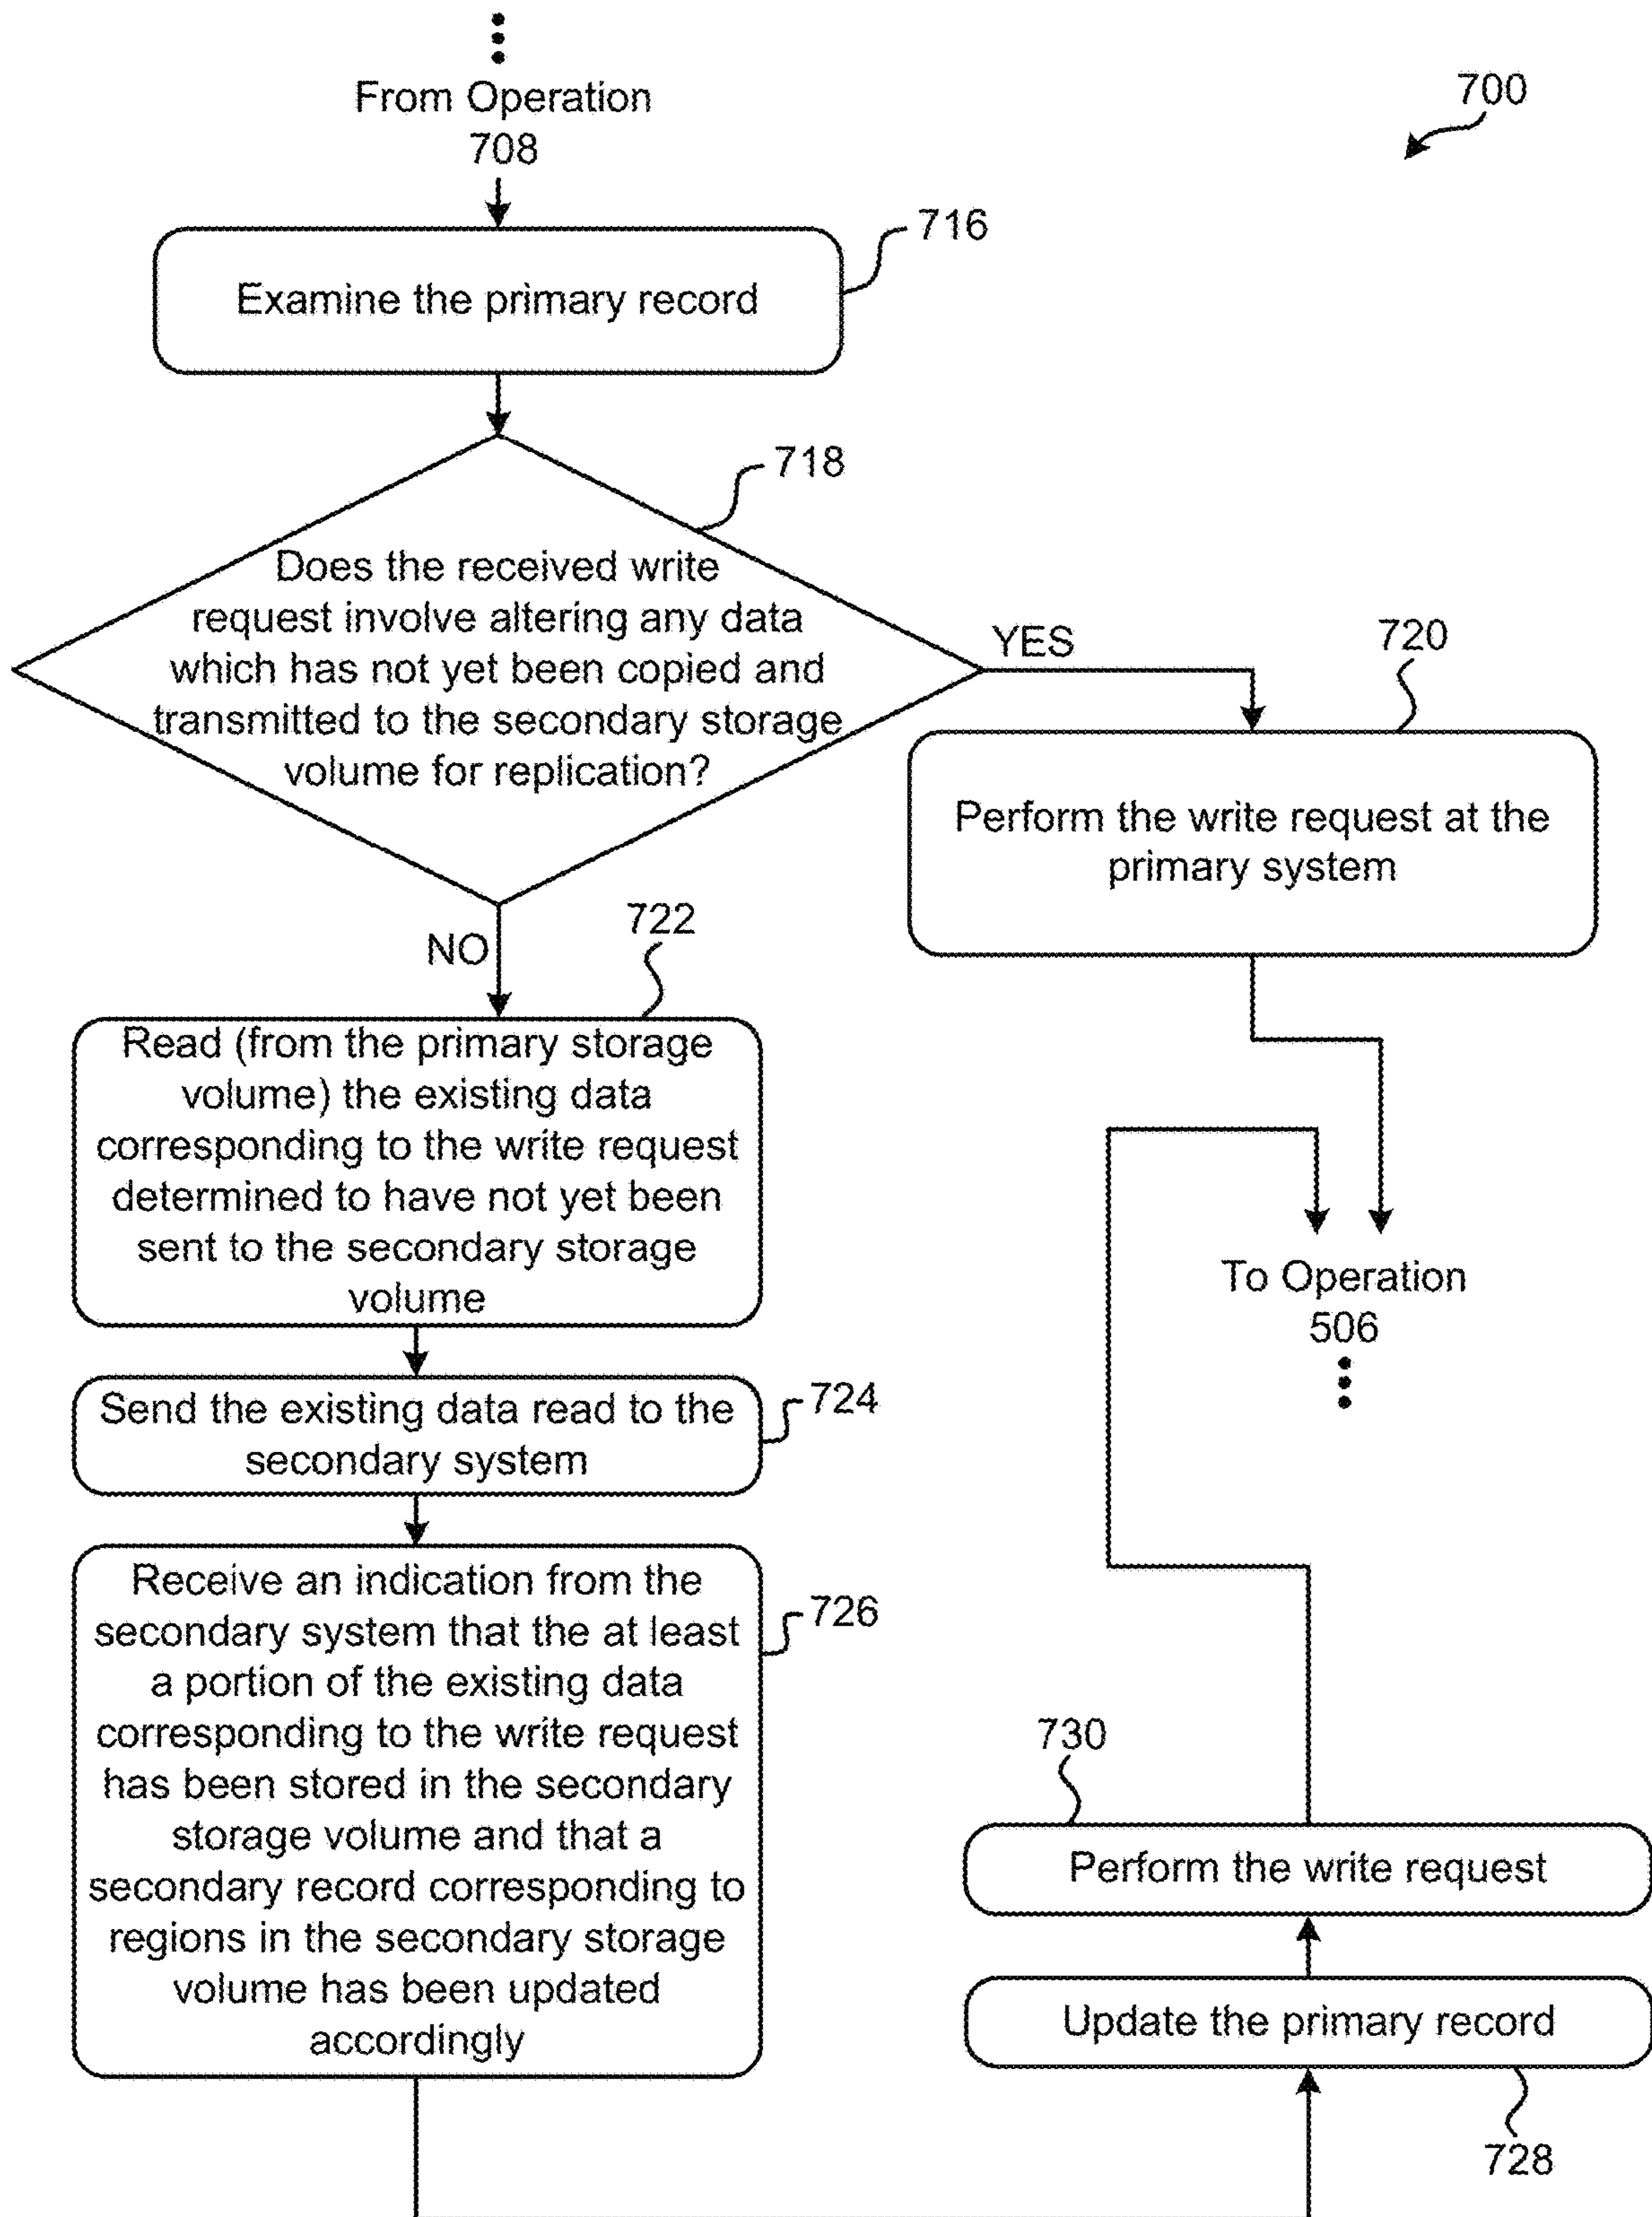 From Operation
708
700
716
Examine the primary record
718
Does the received write
request involve altering any data
which has not yet been copied and
transmitted to the secondary storage
volume for replication?
YES
720
Perform the write request at the
primary system
NO
722
Read (from the primary storage
volume) the existing data
corresponding to the write request
determined to have not yet been
sent to the secondary storage
volume
To Operation
506
Send the existing data read to the
secondary system
724
Receive an indication from the
secondary system that the at least
a portion of the existing data
corresponding to the write request
has been stored in the secondary
storage volume and that a
secondary record corresponding to
regions in the secondary storage
volume has been updated
accordingly
726
730
Perform the write request
Update the primary record
728